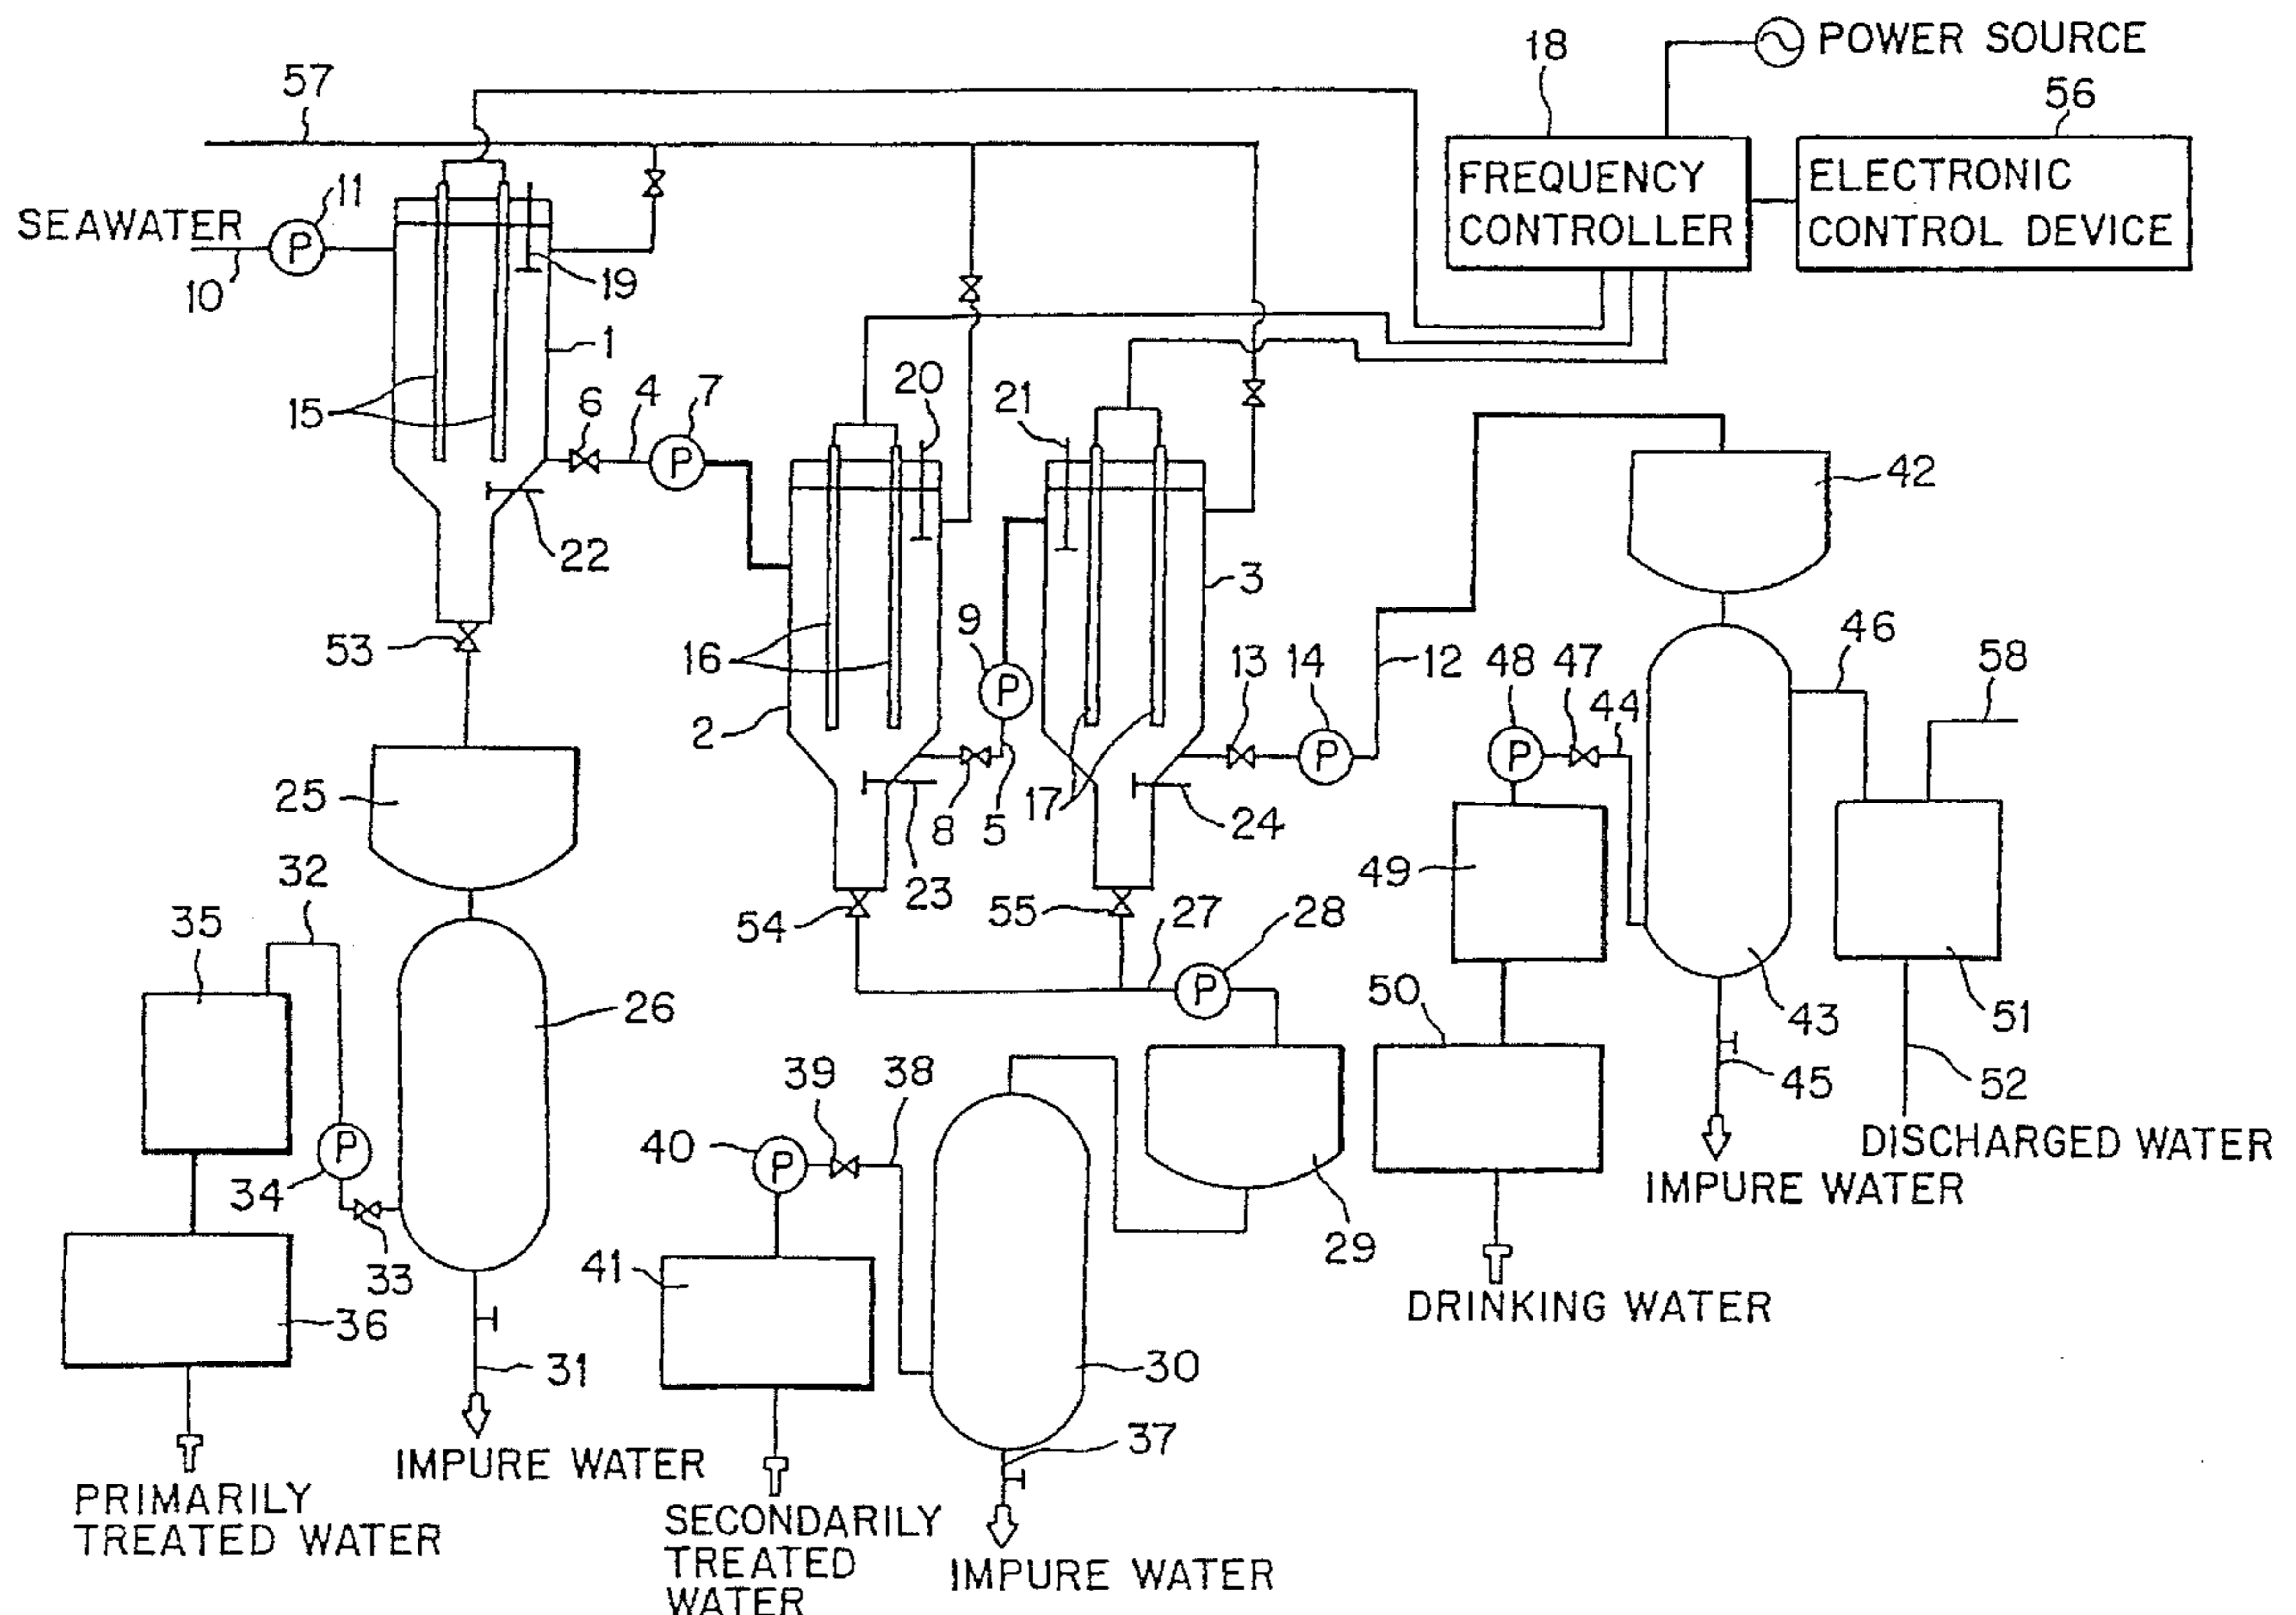 POWER SOURCE
18
56
57
FREQUENCY
CONTROLLER
ELECTRONIC
CONTROL DEVICE
11
SEAWATER
P
10
19
1
15
6
4
7
P
20
21
42
22
53
16
2
9
P
3
13
14
P
12
48
47
44
P
46
58
25
8
5
17
23
24
49
54
55
27
28
P
32
35
26
50
43
51
45
52
DISCHARGED WATER
IMPURE WATER
34
P
33
36
31
39
38
40
P
41
29
30
37
DRINKING WATER
IMPURE WATER
PRIMARILY
TREATED WATER
SECONDARILY
TREATED
WATER
IMPURE WATER